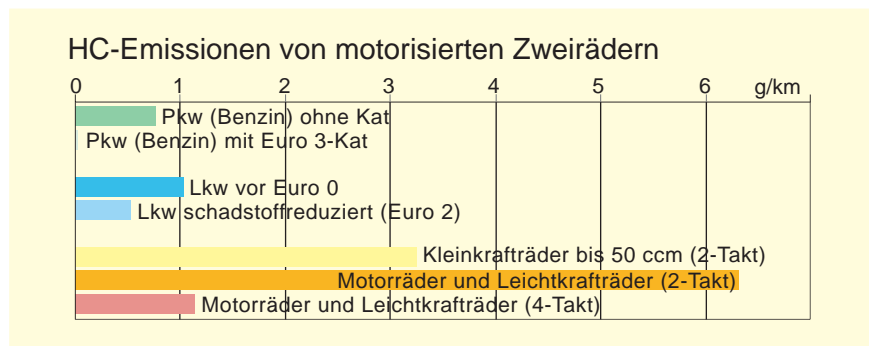 HC-Emissionen von motorisierten Zweirädern
0 1 2 3 4 5 6 g/km
Pkw (Benzin) ohne Kat
Pkw (Benzin) mit Euro 3-Kat
Lkw vor Euro 0
Lkw schadstoffreduziert (Euro 2)
Kleinkrafträder bis 50 ccm (2-Takt)
Motorräder und Leichtkrafträder (2-Takt)
Motorräder und Leichtkrafträder (4-Takt)